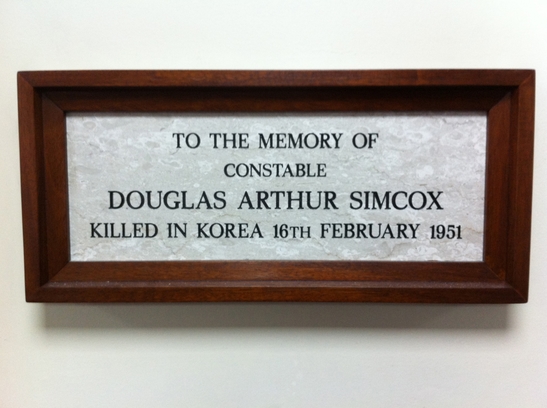 TO THE MEMORY OF
CONSTABLE
DOUGLAS ARTHUR SIMCOX
KILLED IN KOREA 16TH FEBRUARY 1951